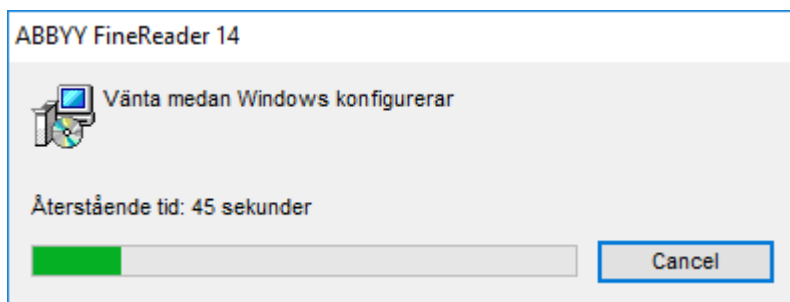 ABBYY FineReader 14
Vänta medan Windows konfigurerar
Återstående tid: 45 sekunder
Cancel